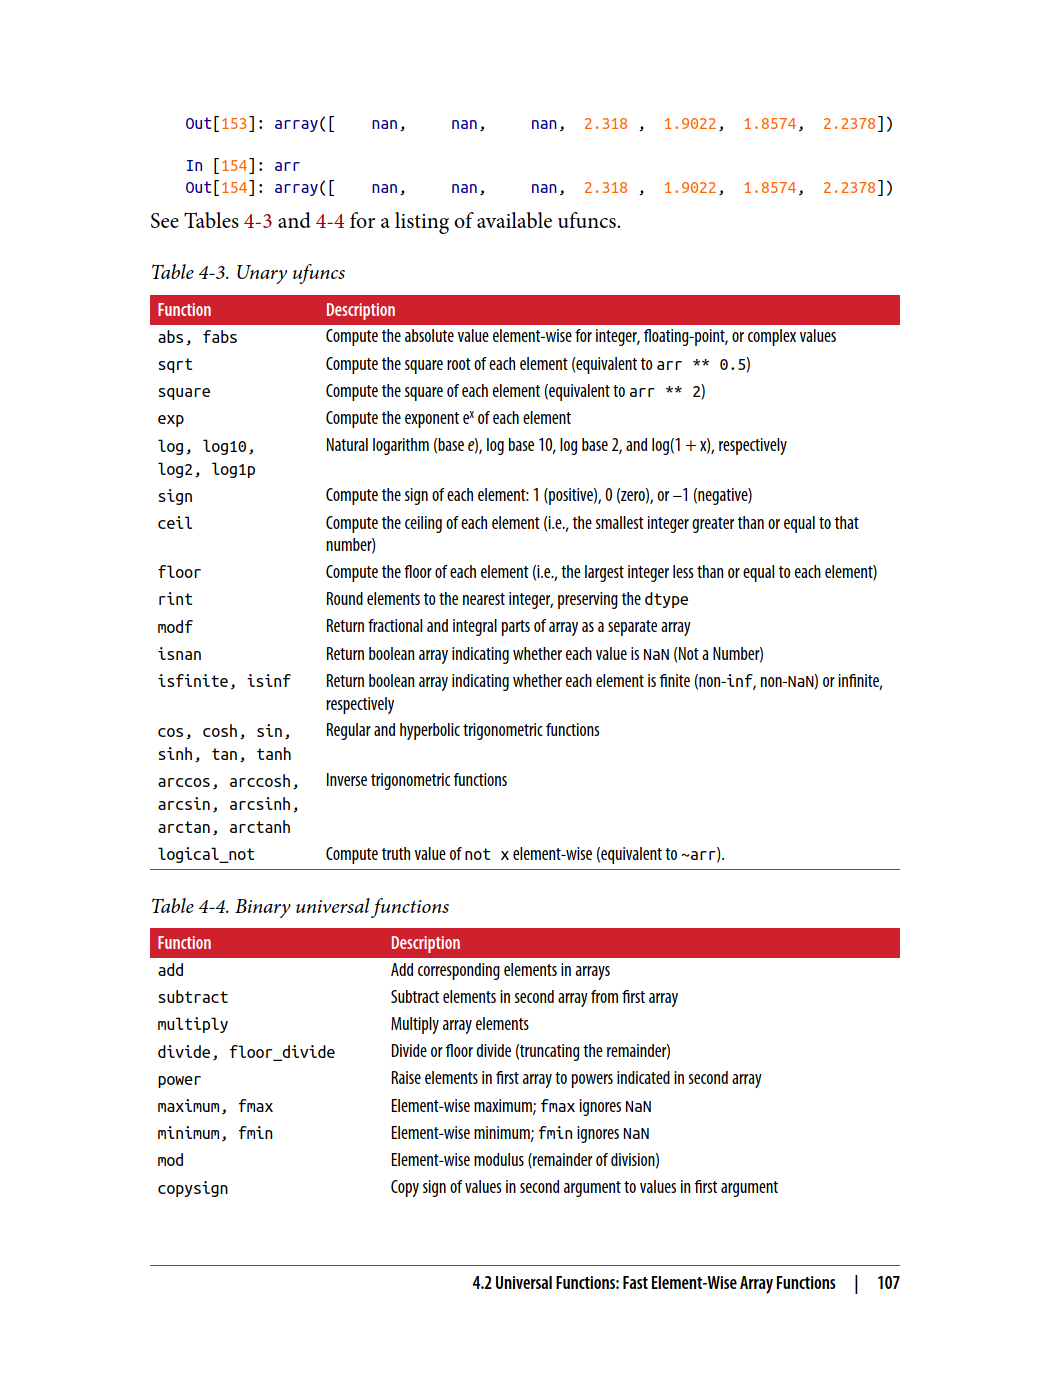 Out[153]: array([    nan,     nan,     nan,  2.318 ,  1.9022,  1.8574,  2.2378])
In [154]: arr
Out[154]: array([    nan,     nan,     nan,  2.318 ,  1.9022,  1.8574,  2.2378])
See Tables 4-3 and 4-4 for a listing of available ufuncs.
Table 4-3. Unary ufuncs
Function Description
abs, fabs Compute the absolute value element-wise for integer, floating-point, or complex values
sqrt Compute the square root of each element (equivalent to arr ** 0.5)
square Compute the square of each element (equivalent to arr ** 2)
exp Compute the exponent eˣ of each element
log, log10, Natural logarithm (base e), log base 10, log base 2, and log(1 + x), respectively
log2, log1p
sign Compute the sign of each element: 1 (positive), 0 (zero), or –1 (negative)
ceil Compute the ceiling of each element (i.e., the smallest integer greater than or equal to that
number)
floor Compute the floor of each element (i.e., the largest integer less than or equal to each element)
rint Round elements to the nearest integer, preserving the dtype
modf Return fractional and integral parts of array as a separate array
isnan Return boolean array indicating whether each value is NaN (Not a Number)
isfinite, isinf Return boolean array indicating whether each element is finite (non-inf, non-NaN) or infinite,
respectively
cos, cosh, sin, Regular and hyperbolic trigonometric functions
sinh, tan, tanh
arccos, arccosh, Inverse trigonometric functions
arcsin, arcsinh,
arctan, arctanh
logical_not Compute truth value of not x element-wise (equivalent to ~arr).
Table 4-4. Binary universal functions
Function Description
add Add corresponding elements in arrays
subtract Subtract elements in second array from first array
multiply Multiply array elements
divide, floor_divide Divide or floor divide (truncating the remainder)
power Raise elements in first array to powers indicated in second array
maximum, fmax Element-wise maximum; fmax ignores NaN
minimum, fmin Element-wise minimum; fmin ignores NaN
mod Element-wise modulus (remainder of division)
copysign Copy sign of values in second argument to values in first argument
4.2 Universal Functions: Fast Element-Wise Array Functions | 107